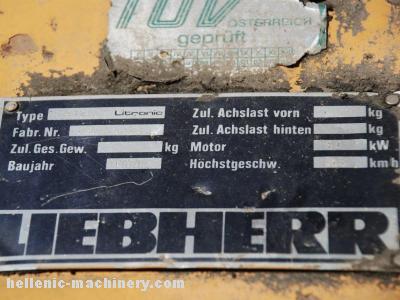 TÜV
ÖSTERREICH
geprüft
Type Litronic
Fabr. Nr.
Zul. Ges. Gew. kg
Baujahr
Zul. Achslast vorn kg
Zul. Achslast hinten kg
Motor kW
Höchstgeschw. km/h
LIEBHERR
hellenic-machinery.com